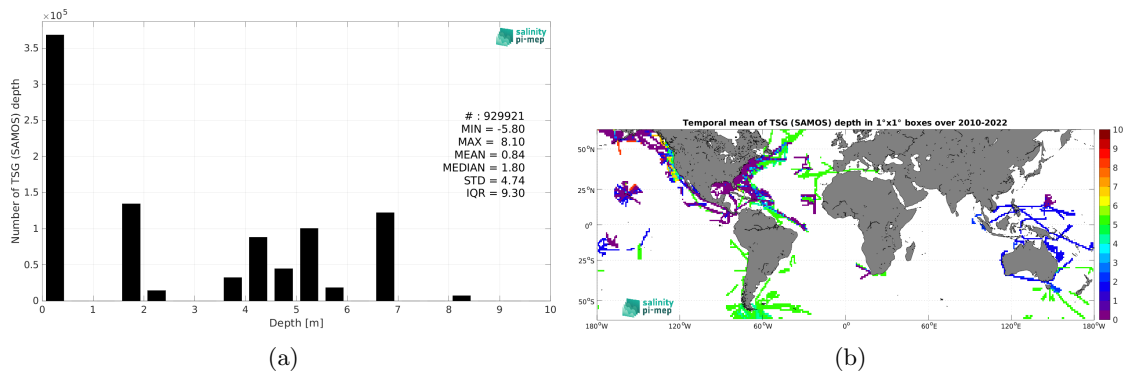 ×10⁵
3.5
3
2.5
2
1.5
1
0.5
0
0 1 2 3 4 5 6 7 8 9 10
Number of TSG (SAMOS) depth
Depth [m]
salinity
pi-mep
# : 929921
MIN = -5.80
MAX = 8.10
MEAN = 0.84
MEDIAN = 1.80
STD = 4.74
IQR = 9.30
(a)
Temporal mean of TSG (SAMOS) depth in 1°x1° boxes over 2010-2022
50°N
25°N
0°
25°S
50°S
180°W 120°W 60°W 0° 60°E 120°E 180°E
salinity
pi-mep
10
9
8
7
6
5
4
3
2
1
0
(b)